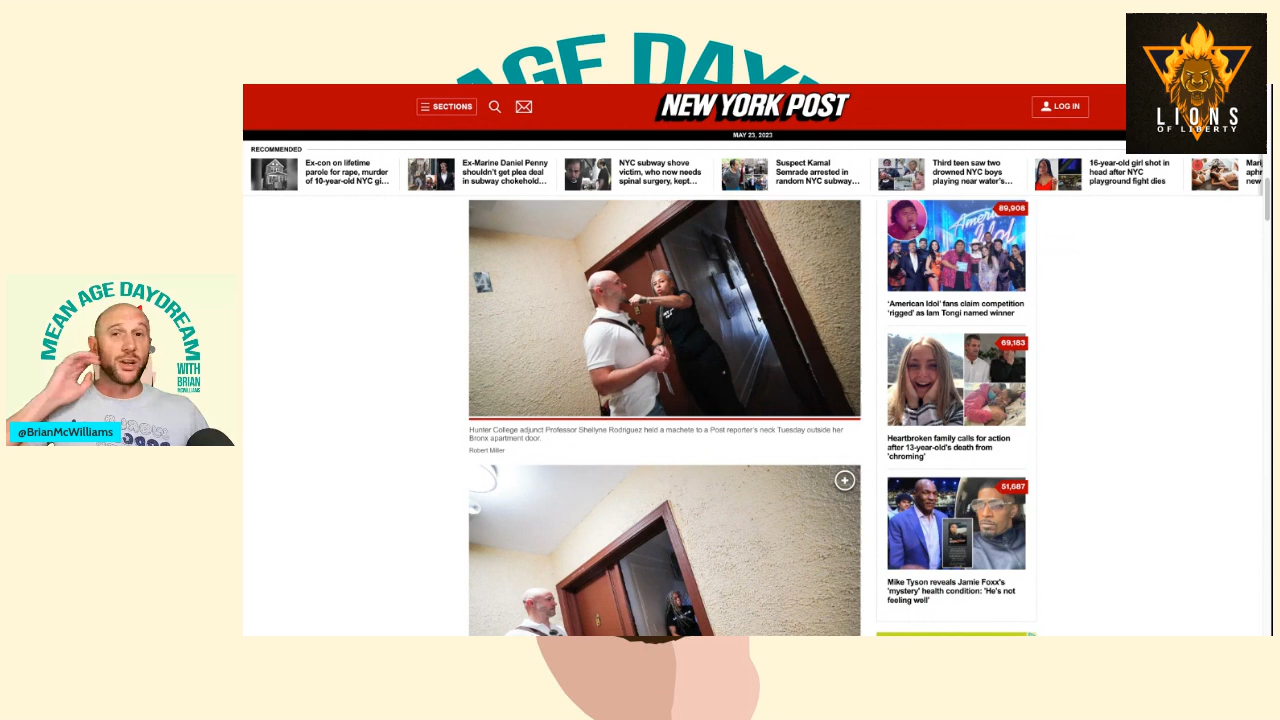 AGE DAYD
SECTIONS
NEW YORK POST
LOG IN
MAY 23, 2023
LIONS
OF LIBERTY
RECOMMENDED
Ex-con on lifetime
parole for rape, murder
of 10-year-old NYC gi...
Ex-Marine Daniel Penny
shouldn't get plea deal
in subway chokehold...
NYC subway shove
victim, who now needs
spinal surgery, kept...
Suspect Kamal
Semrade arrested in
random NYC subway...
Third teen saw two
drowned NYC boys
playing near water's...
16-year-old girl shot in
head after NYC
playground fight dies
Mari
aphr
new
89,908
American Idol
'American Idol' fans claim competition
'rigged' as Iam Tongi named winner
69,183
Heartbroken family calls for action
after 13-year-old's death from
'chroming'
51,687
Mike Tyson reveals Jamie Foxx's
'mystery' health condition: 'He's not
feeling well'
Hunter College adjunct Professor Shellyne Rodriguez held a machete to a Post reporter's neck Tuesday outside her
Bronx apartment door.
Robert Miller
MEAN AGE DAYDREAM
WITH
BRIAN
MCWILLIAMS
@BrianMcWilliams